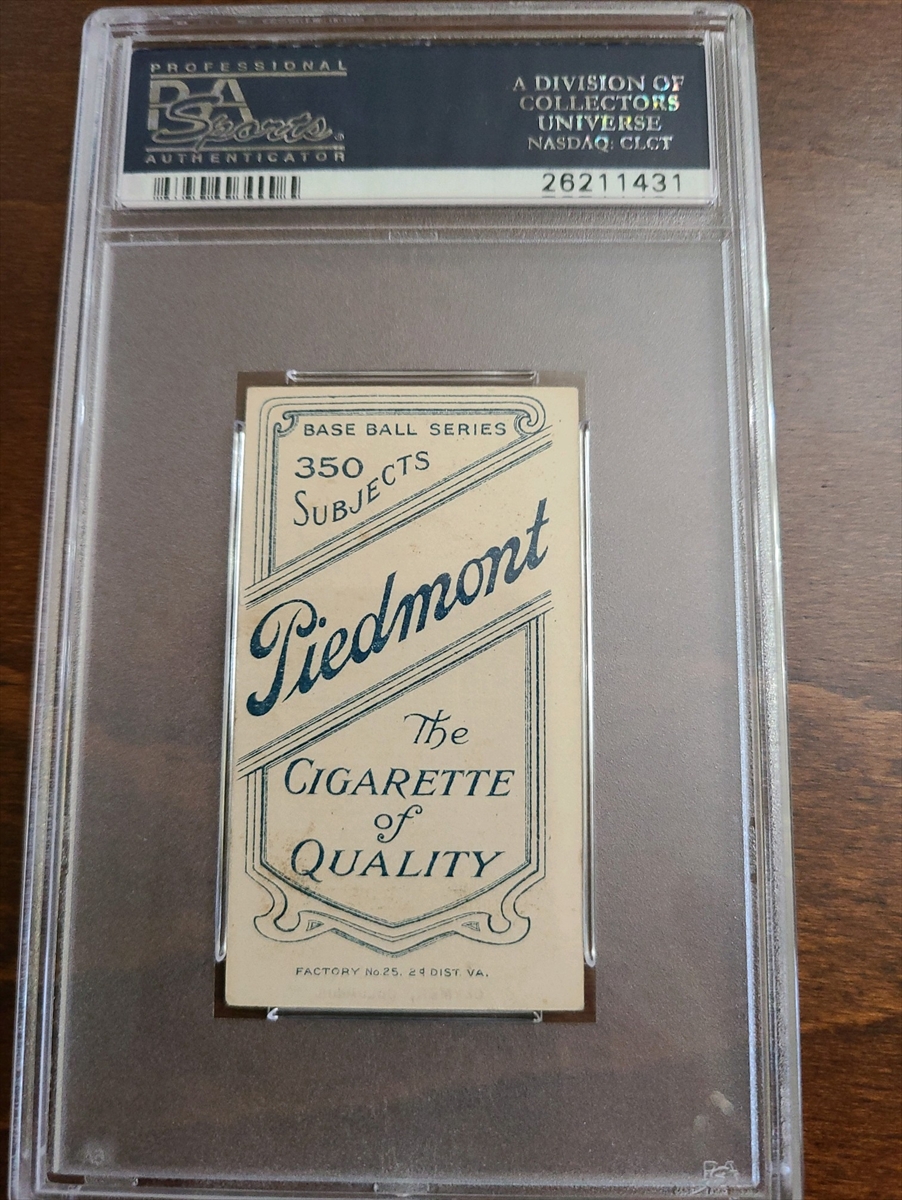 PROFESSIONAL
PSA
Sports
AUTHENTICATOR
A DIVISION OF
COLLECTORS
UNIVERSE
NASDAQ: CLCT
26211431
BASE BALL SERIES
350
SUBJECTS
Piedmont
The
CIGARETTE
of
QUALITY
FACTORY No. 25. 2d DIST. VA.